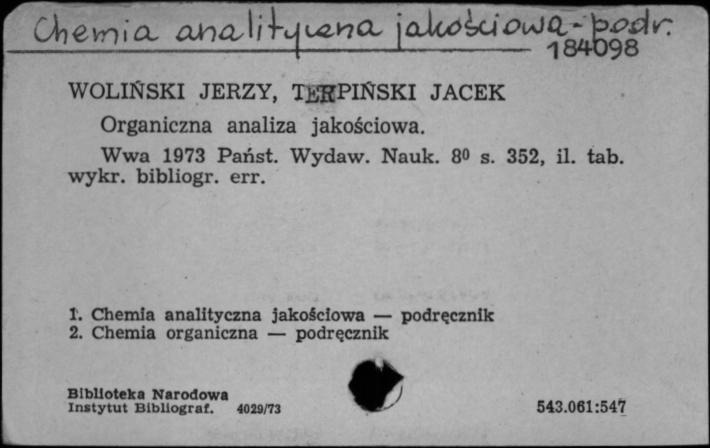 Chemia analityczna jakościowa - podr.
184098
WOLIŃSKI JERZY, TERPIŃSKI JACEK
Organiczna analiza jakościowa.
Wwa 1973 Państ. Wydaw. Nauk. 8⁰ s. 352, il. tab.
wykr. bibliogr. err.
1. Chemia analityczna jakościowa — podręcznik
2. Chemia organiczna — podręcznik
Biblioteka Narodowa
Instytut Bibliograf. 4029/73
543.061:547